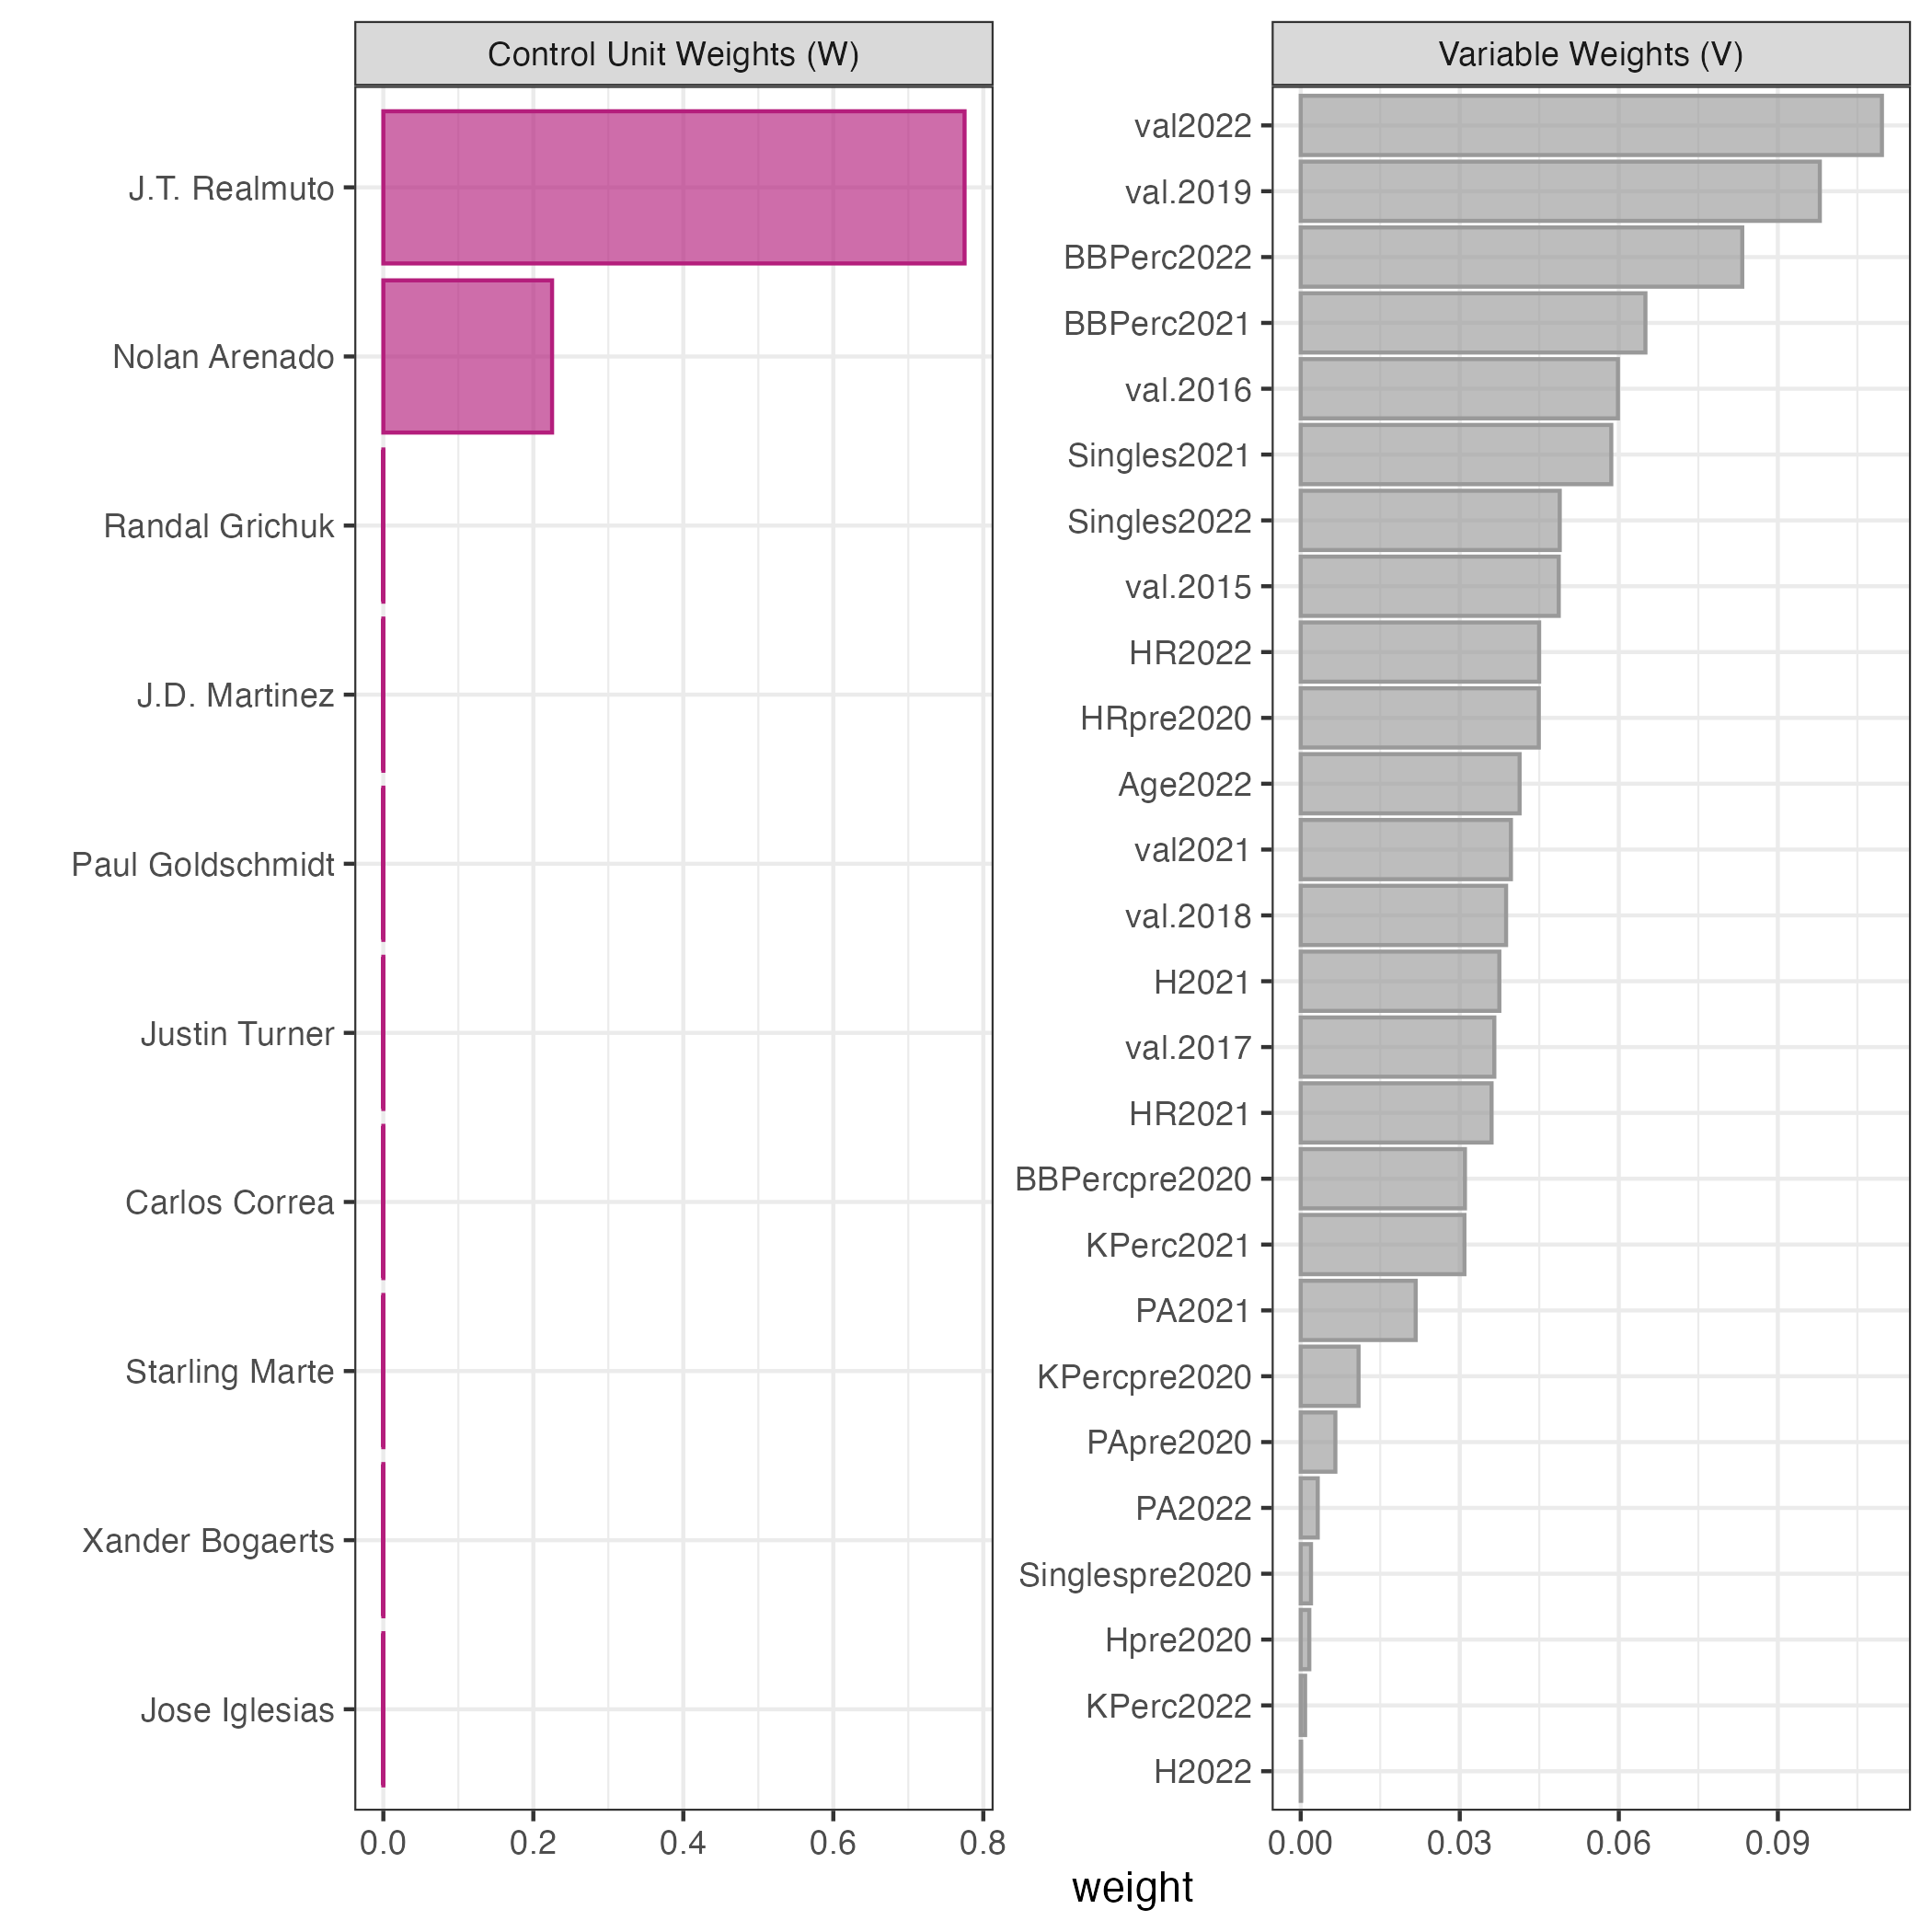 Control Unit Weights (W)
J.T. Realmuto
Nolan Arenado
Randal Grichuk
J.D. Martinez
Paul Goldschmidt
Justin Turner
Carlos Correa
Starling Marte
Xander Bogaerts
Jose Iglesias
0.0 0.2 0.4 0.6 0.8
Variable Weights (V)
val2022
val.2019
BBPerc2022
BBPerc2021
val.2016
Singles2021
Singles2022
val.2015
HR2022
HRpre2020
Age2022
val2021
val.2018
H2021
val.2017
HR2021
BBPercpre2020
KPerc2021
PA2021
KPercpre2020
PApre2020
PA2022
Singlespre2020
Hpre2020
KPerc2022
H2022
0.00 0.03 0.06 0.09
weight